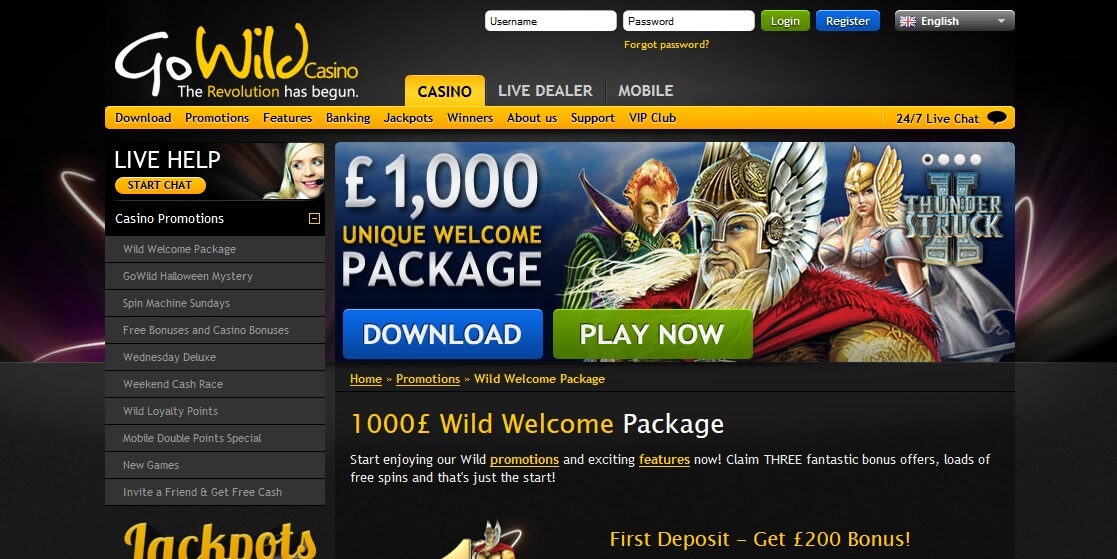 Username
Password
Login
Register
English
Forgot password?
GoWildCasino
The Revolution has begun.
CASINO
LIVE DEALER
MOBILE
Download
Promotions
Features
Banking
Jackpots
Winners
About us
Support
VIP Club
24/7 Live Chat
LIVE HELP
START CHAT
Casino Promotions
Wild Welcome Package
GoWild Halloween Mystery
Spin Machine Sundays
Free Bonuses and Casino Bonuses
Wednesday Deluxe
Weekend Cash Race
Wild Loyalty Points
Mobile Double Points Special
New Games
Invite a Friend & Get Free Cash
Jackpots
£1,000
UNIQUE WELCOME
PACKAGE
THUNDER
STRUCK
II
DOWNLOAD
PLAY NOW
Home » Promotions » Wild Welcome Package
1000£ Wild Welcome Package
Start enjoying our Wild promotions and exciting features now! Claim THREE fantastic bonus offers, loads of
free spins and that's just the start!
First Deposit – Get £200 Bonus!